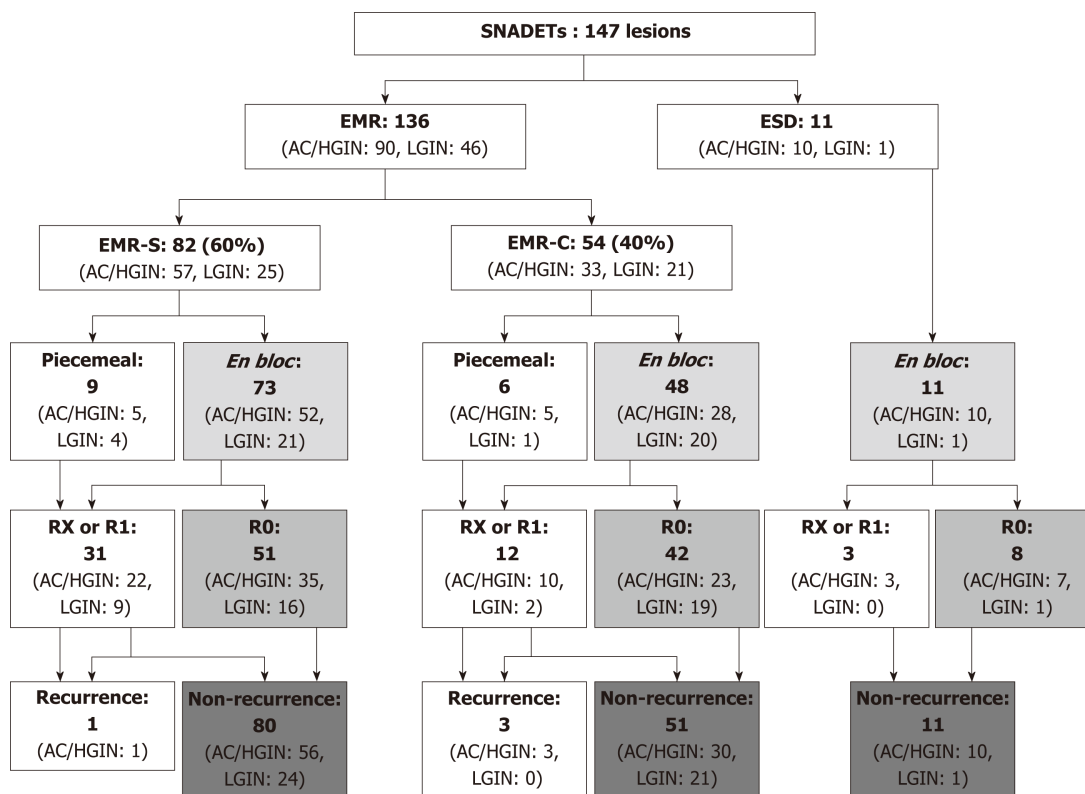 SNADETs : 147 lesions
EMR: 136
(AC/HGIN: 90, LGIN: 46)
ESD: 11
(AC/HGIN: 10, LGIN: 1)
EMR-S: 82 (60%)
(AC/HGIN: 57, LGIN: 25)
EMR-C: 54 (40%)
(AC/HGIN: 33, LGIN: 21)
Piecemeal:
9
(AC/HGIN: 5,
LGIN: 4)
En bloc:
73
(AC/HGIN: 52,
LGIN: 21)
Piecemeal:
6
(AC/HGIN: 5,
LGIN: 1)
En bloc:
48
(AC/HGIN: 28,
LGIN: 20)
En bloc:
11
(AC/HGIN: 10,
LGIN: 1)
RX or R1:
31
(AC/HGIN: 22,
LGIN: 9)
R0:
51
(AC/HGIN: 35,
LGIN: 16)
RX or R1:
12
(AC/HGIN: 10,
LGIN: 2)
R0:
42
(AC/HGIN: 23,
LGIN: 19)
RX or R1:
3
(AC/HGIN: 3,
LGIN: 0)
R0:
8
(AC/HGIN: 7,
LGIN: 1)
Recurrence:
1
(AC/HGIN: 1)
Non-recurrence:
80
(AC/HGIN: 56,
LGIN: 24)
Recurrence:
3
(AC/HGIN: 3,
LGIN: 0)
Non-recurrence:
51
(AC/HGIN: 30,
LGIN: 21)
Non-recurrence:
11
(AC/HGIN: 10,
LGIN: 1)